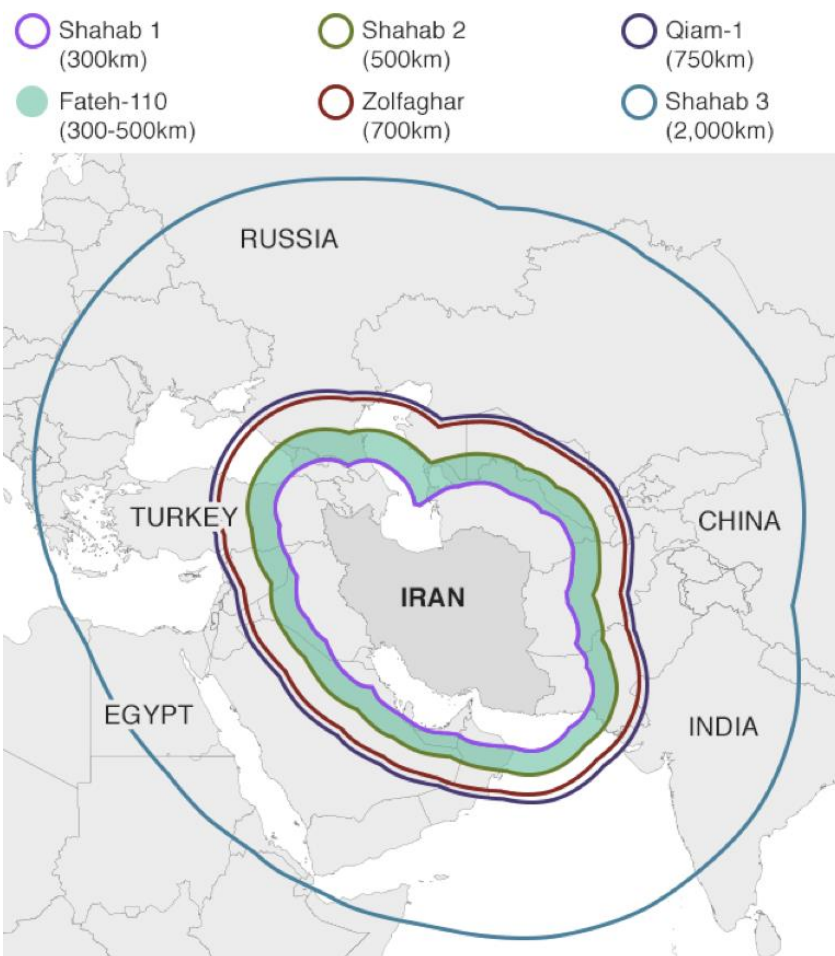 Shahab 1
(300km)
Shahab 2
(500km)
Qiam-1
(750km)
Fateh-110
(300-500km)
Zolfaghar
(700km)
Shahab 3
(2,000km)
RUSSIA
TURKEY
CHINA
IRAN
EGYPT
INDIA